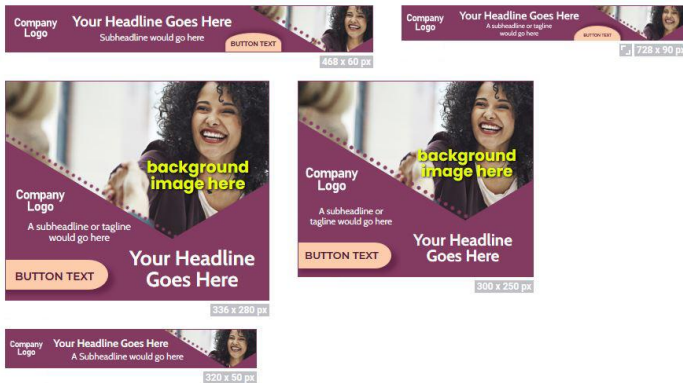 Company
Logo
Your Headline Goes Here
Subheadline would go here
BUTTON TEXT
468 x 60 px
Company
Logo
Your Headline Goes Here
A subheadline or tagline
would go here
BUTTON TEXT
728 x 90 px
background
image here
Company
Logo
A subheadline or tagline
would go here
Your Headline
Goes Here
BUTTON TEXT
336 x 280 px
background
image here
Company
Logo
A subheadline or
tagline would go here
Your Headline
Goes Here
BUTTON TEXT
300 x 250 px
Company
Logo
Your Headline Goes Here
A Subheadline would go here
320 x 50 px